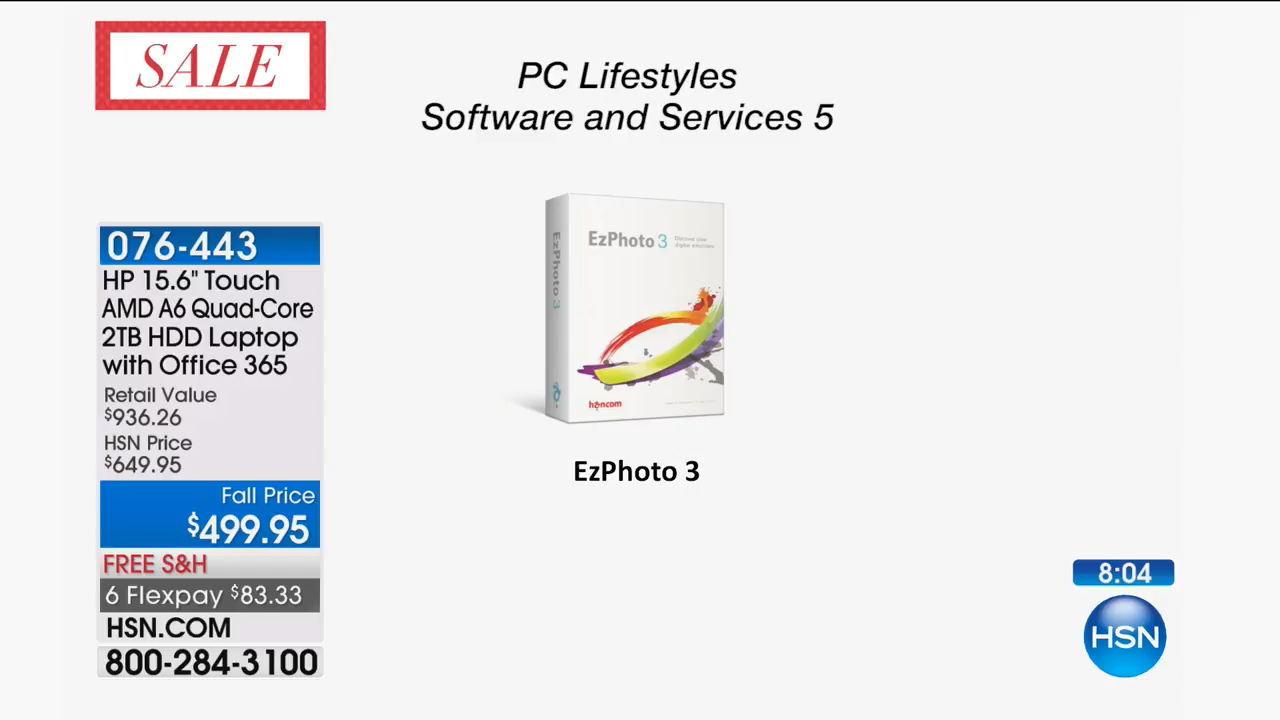 SALE
PC Lifestyles
Software and Services 5
076-443
HP 15.6" Touch
AMD A6 Quad-Core
2TB HDD Laptop
with Office 365
Retail Value
$936.26
HSN Price
$649.95
Fall Price
$499.95
FREE S&H
6 Flexpay $83.33
HSN.COM
800-284-3100
EzPhoto 3
EzPhoto 3
hancom
EzPhoto 3
8:04
HSN